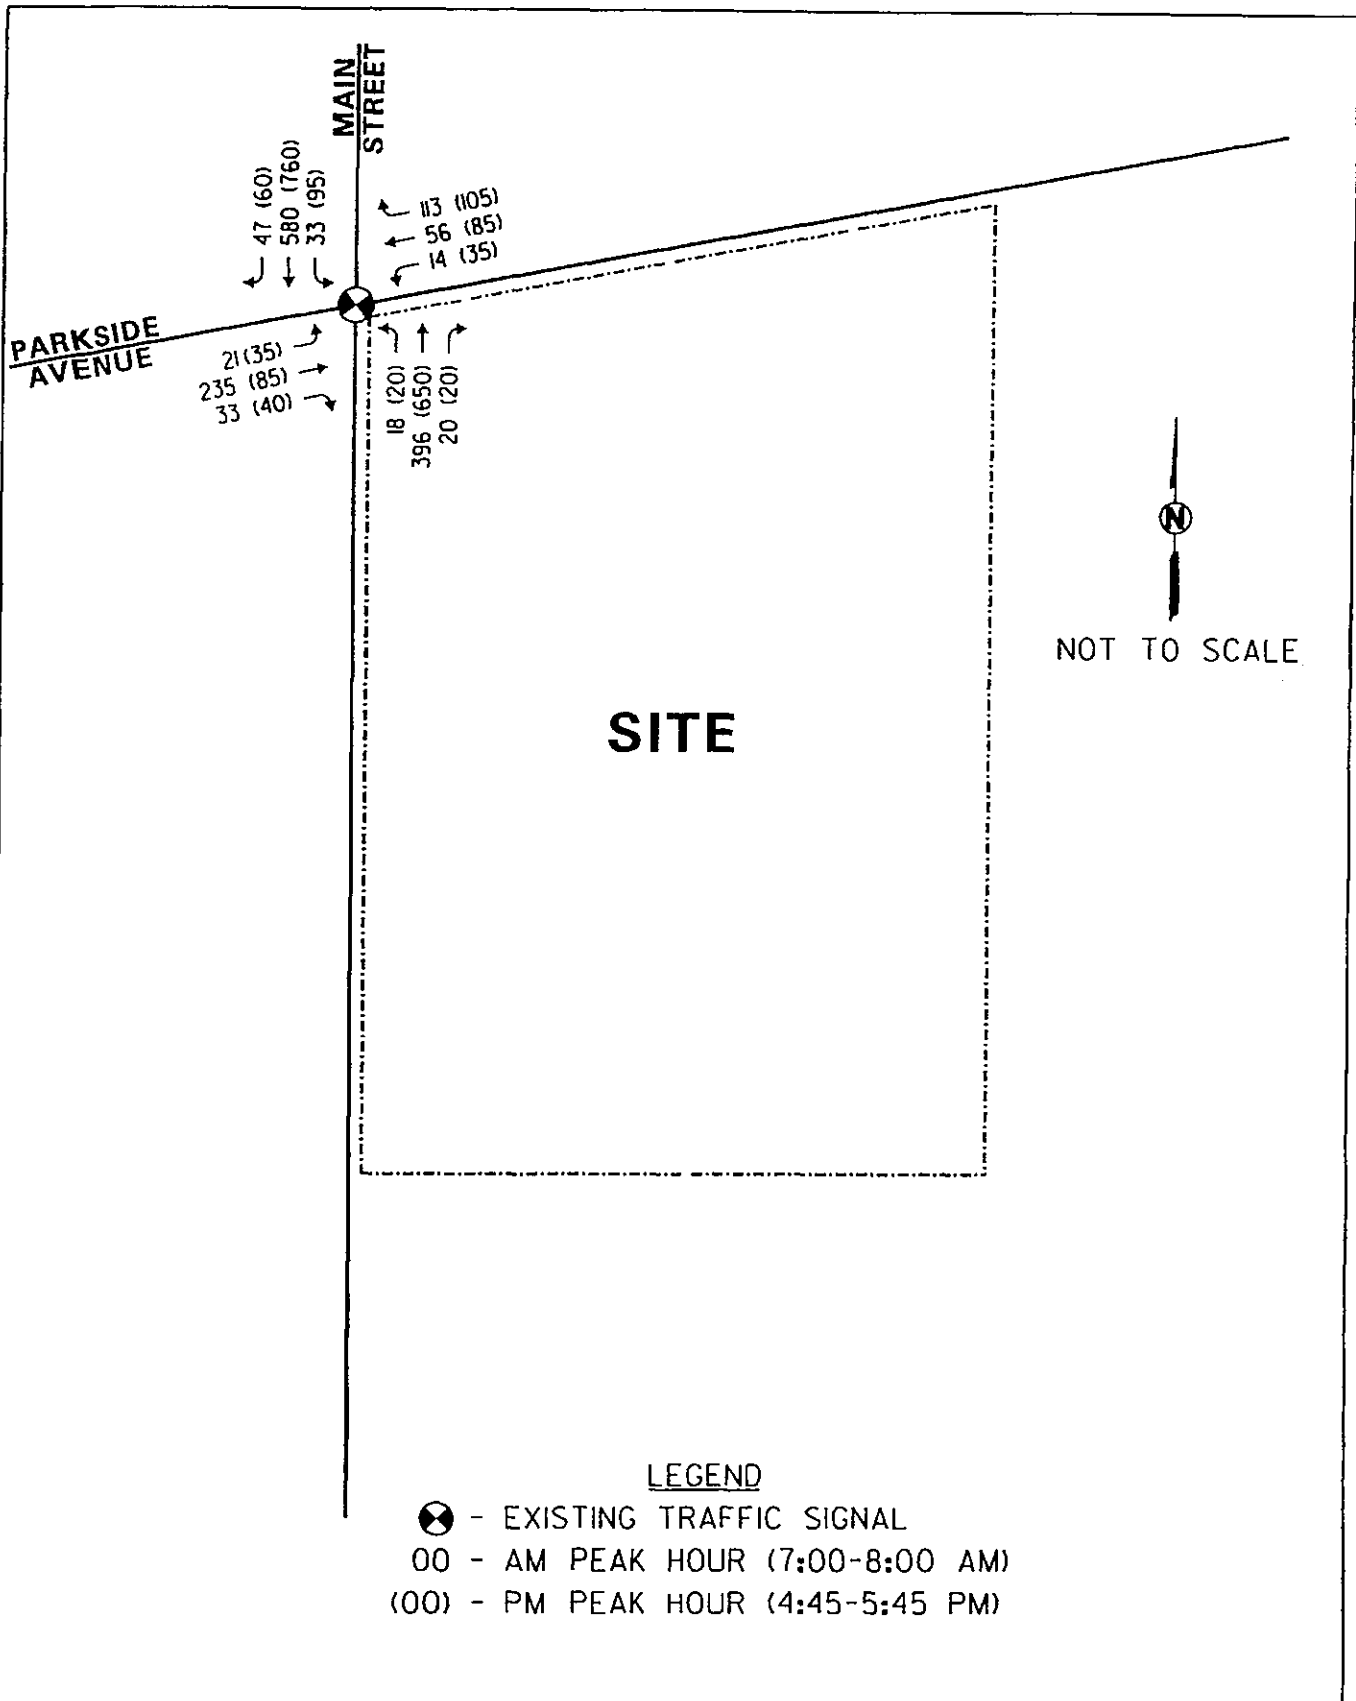 MAIN
STREET
47 (60)
580 (760)
33 (95)
113 (105)
56 (85)
14 (35)
PARKSIDE
AVENUE
21(35)
235 (85)
33 (40)
18 (20)
396 (650)
20 (20)
N
NOT TO SCALE
SITE
LEGEND
- EXISTING TRAFFIC SIGNAL
00 - AM PEAK HOUR (7:00-8:00 AM)
(00) - PM PEAK HOUR (4:45-5:45 PM)